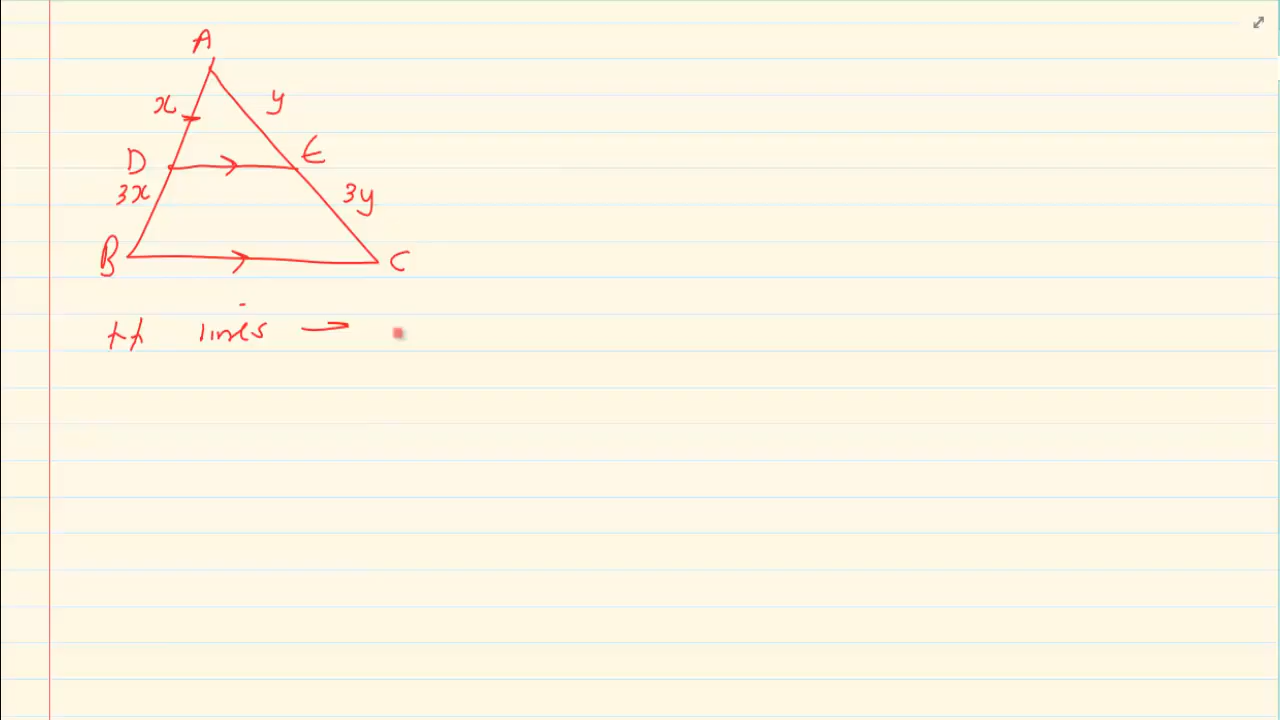 A
x y
D E
3x 3y
B C
// lines →